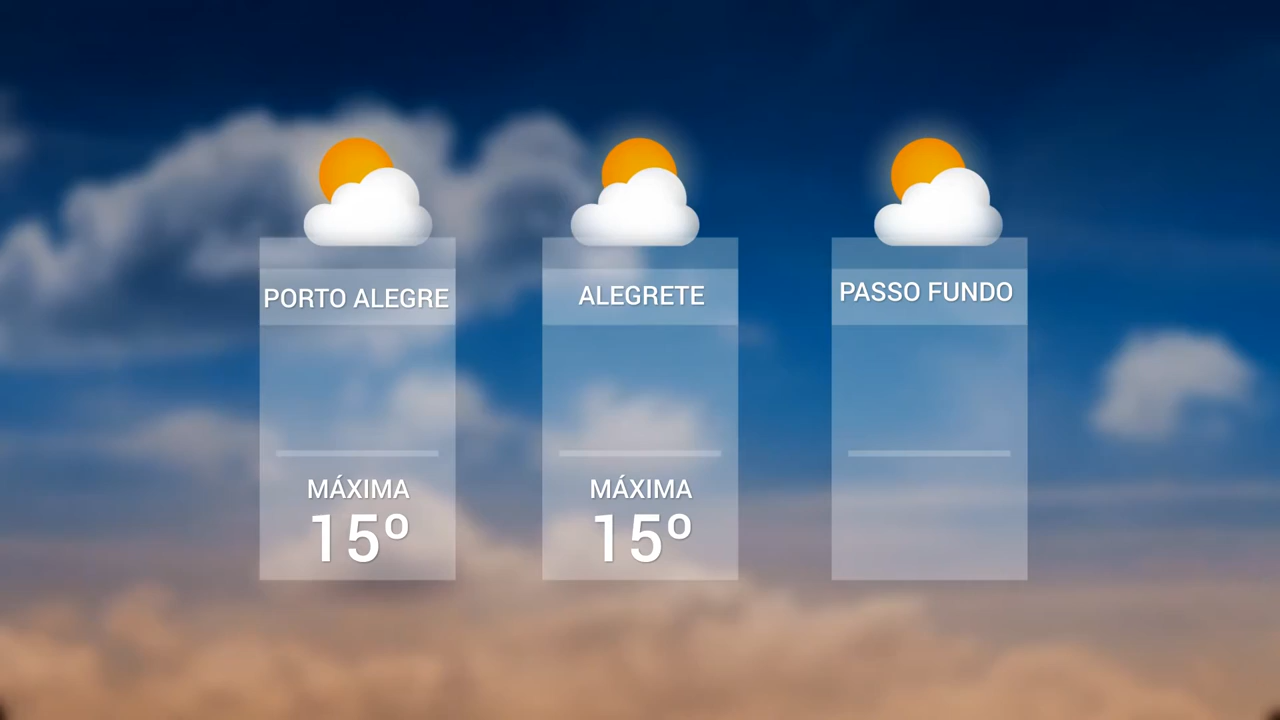 PORTO ALEGRE
MÁXIMA
15º
ALEGRETE
MÁXIMA
15º
PASSO FUNDO